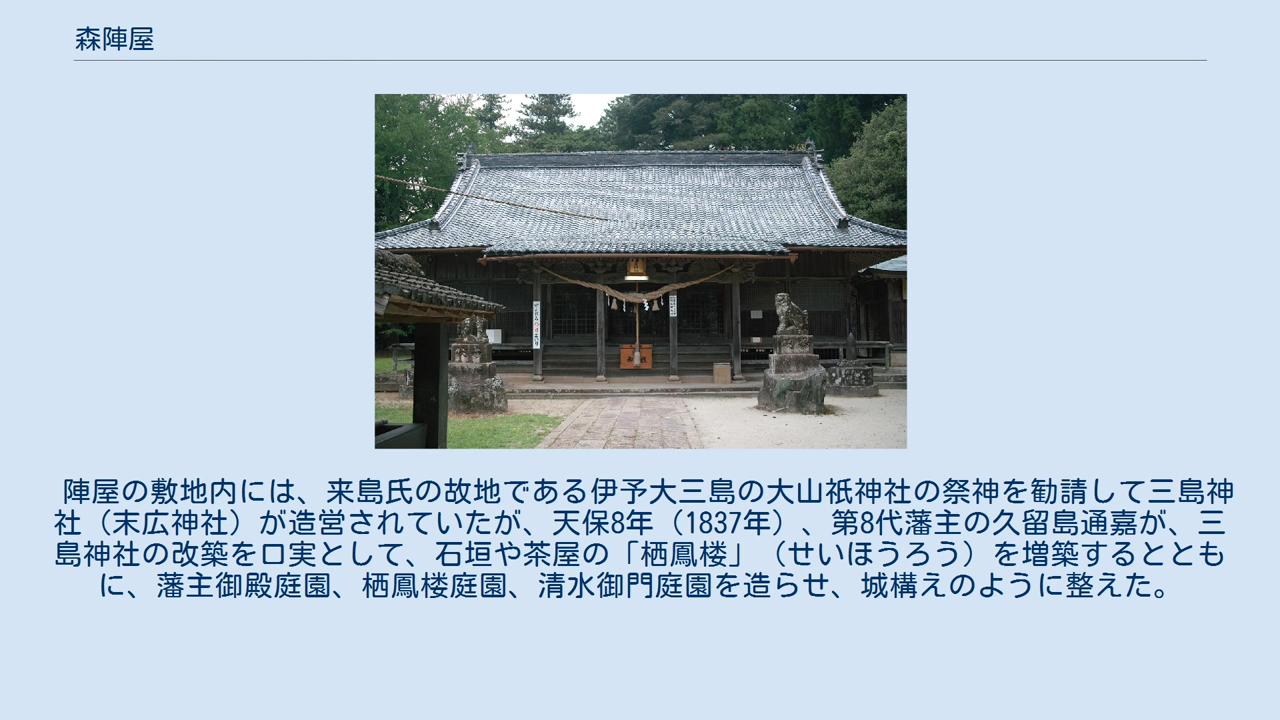 森陣屋
陣屋の敷地内には、来島氏の故地である伊予大三島の大山祇神社の祭神を勧請して三島神
社（末広神社）が造営されていたが、天保8年（1837年）、第8代藩主の久留島通嘉が、三
島神社の改築を口実として、石垣や茶屋の「栖鳳楼」（せいほうろう）を増築するととも
に、藩主御殿庭園、栖鳳楼庭園、清水御門庭園を造らせ、城構えのように整えた。